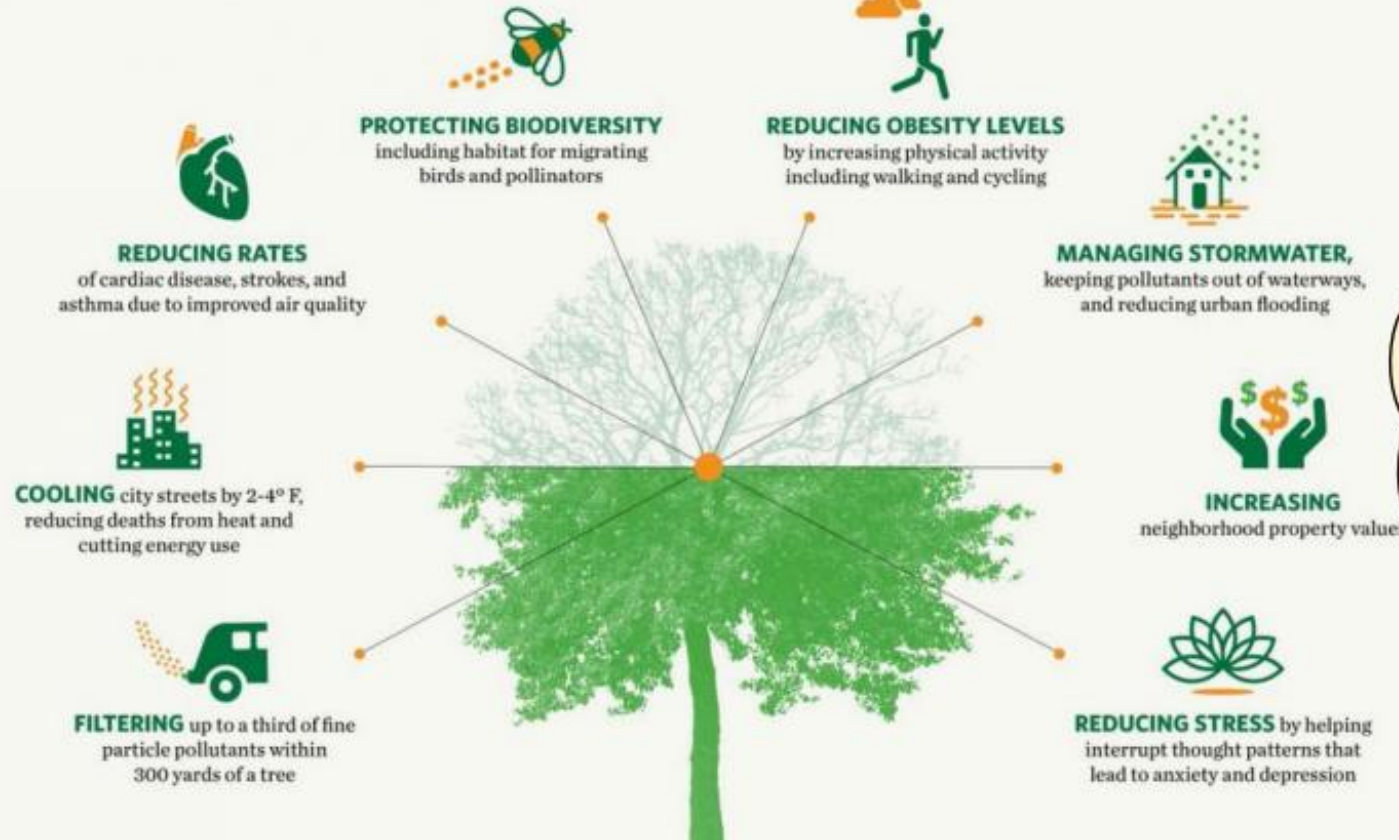 PROTECTING BIODIVERSITY
including habitat for migrating
birds and pollinators
REDUCING OBESITY LEVELS
by increasing physical activity
including walking and cycling
REDUCING RATES
of cardiac disease, strokes, and
asthma due to improved air quality
MANAGING STORMWATER,
keeping pollutants out of waterways,
and reducing urban flooding
COOLING city streets by 2-4° F,
reducing deaths from heat and
cutting energy use
$ $ $
INCREASING
neighborhood property value
FILTERING up to a third of fine
particle pollutants within
300 yards of a tree
REDUCING STRESS by helping
interrupt thought patterns that
lead to anxiety and depression